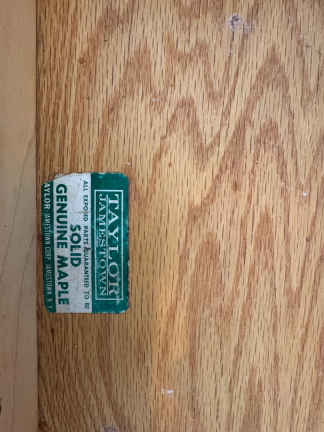 TAYLOR
JAMESTOWN
ALL EXPOSED PARTS GUARANTEED TO BE
SOLID
GENUINE MAPLE
TAYLOR JAMESTOWN CORP. JAMESTOWN, N. Y.